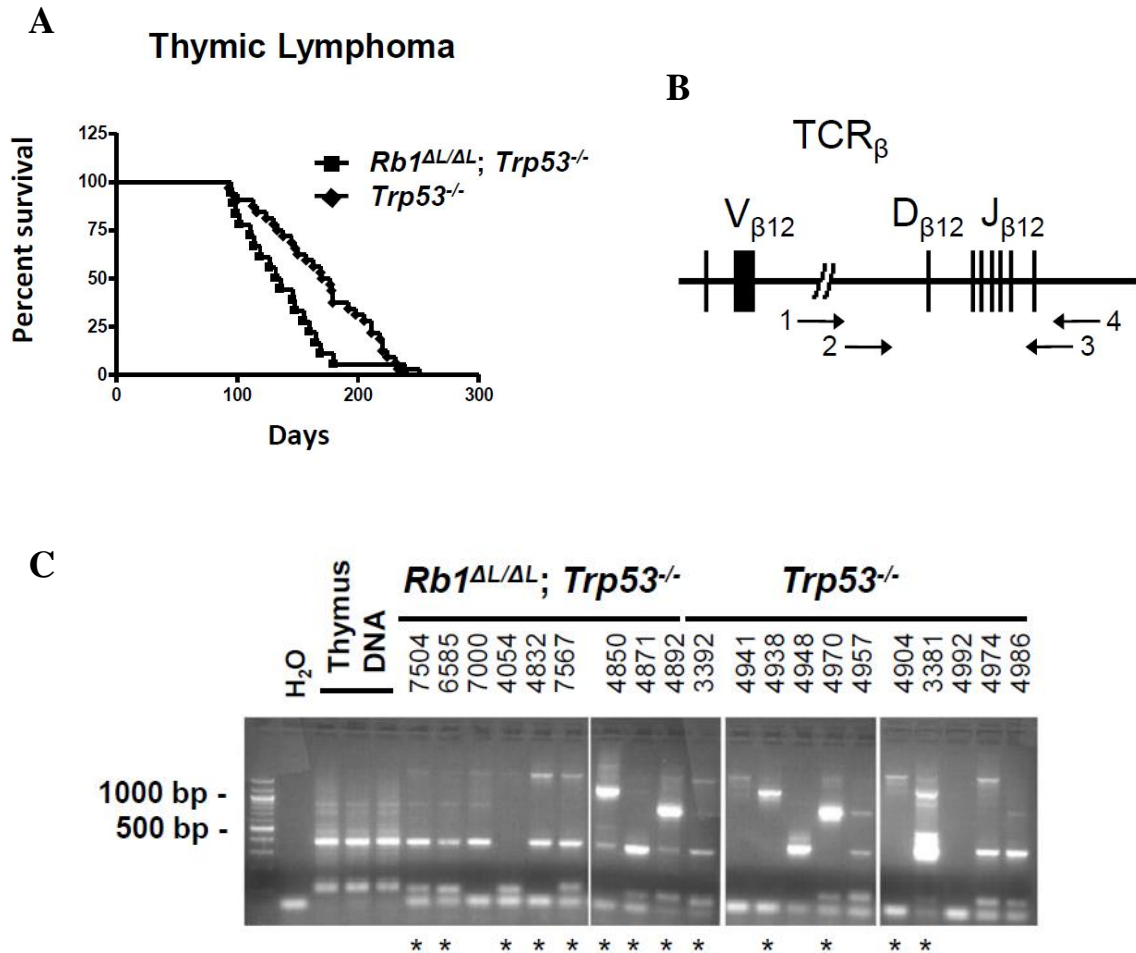 A
Thymic Lymphoma
Percent survival
125
100
75
50
25
0
0 100 200 300
Days
Rb1ΔL/ΔL; Trp53-/-
Trp53-/-
B
TCRβ
Vβ12
Dβ12
Jβ12
1
2
4
3
C
H2O
Thymus
DNA
Rb1ΔL/ΔL; Trp53-/-
Trp53-/-
7504 6585 7000 4054 4832 7567 4850 4871 4892 3392 4941 4938 4948 4970 4957 4904 3381 4992 4974 4986
1000 bp -
500 bp -
* * * * * * * * * * * * *